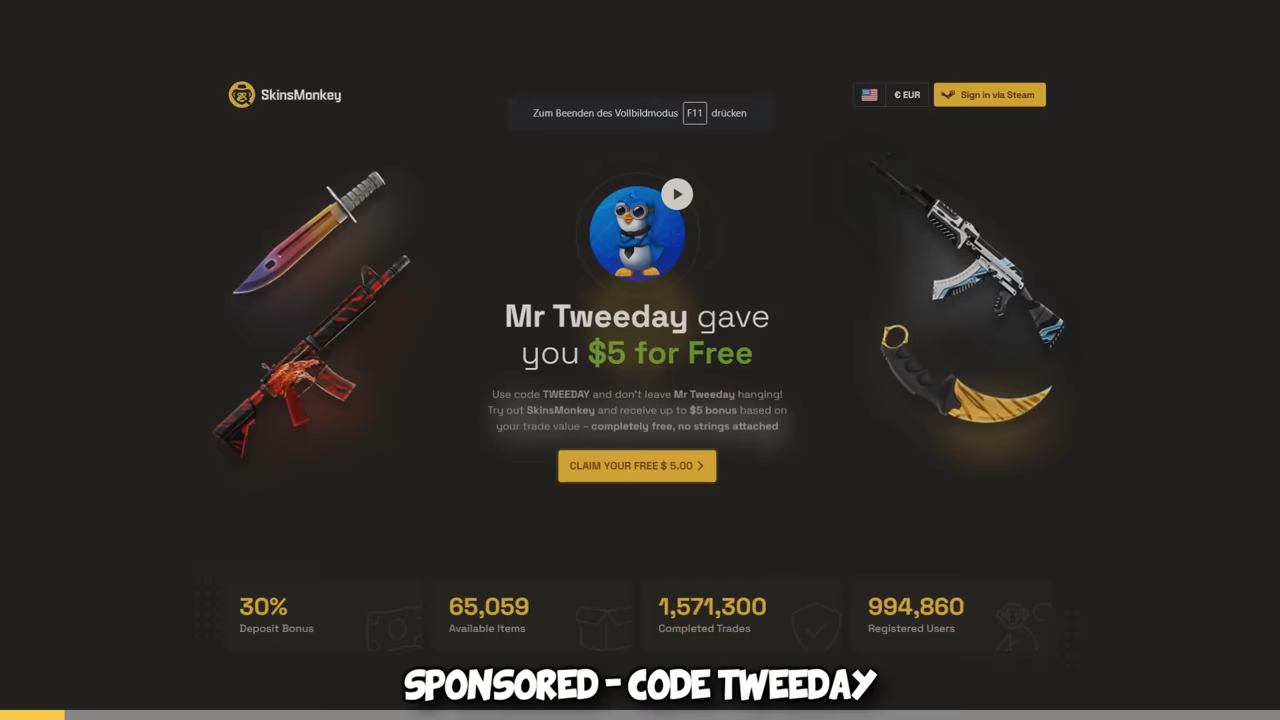 SkinsMonkey
€ EUR
Sign in via Steam
Zum Beenden des Vollbildmodus F11 drücken
Mr Tweeday gave
you $5 for Free
Use code TWEEDAY and don't leave Mr Tweeday hanging!
Try out SkinsMonkey and receive up to $5 bonus based on
your trade value – completely free, no strings attached
CLAIM YOUR FREE $ 5.00
30%
Deposit Bonus
65,059
Available Items
1,571,300
Completed Trades
994,860
Registered Users
SPONSORED - CODE TWEEDAY